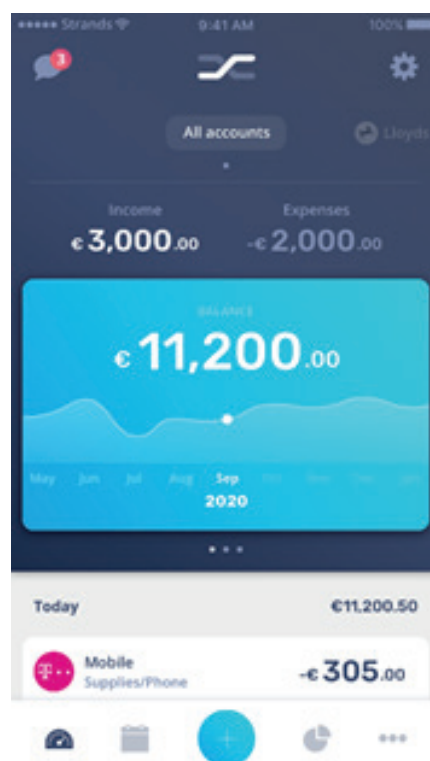 Strands 9:41 AM 100%
3
All accounts Lloyds
Income Expenses
€3,000.00 -€2,000.00
BALANCE
€11,200.00
May Jun Jul Aug Sep
2020
Today €11,200.50
Mobile -€305.00
Supplies/Phone